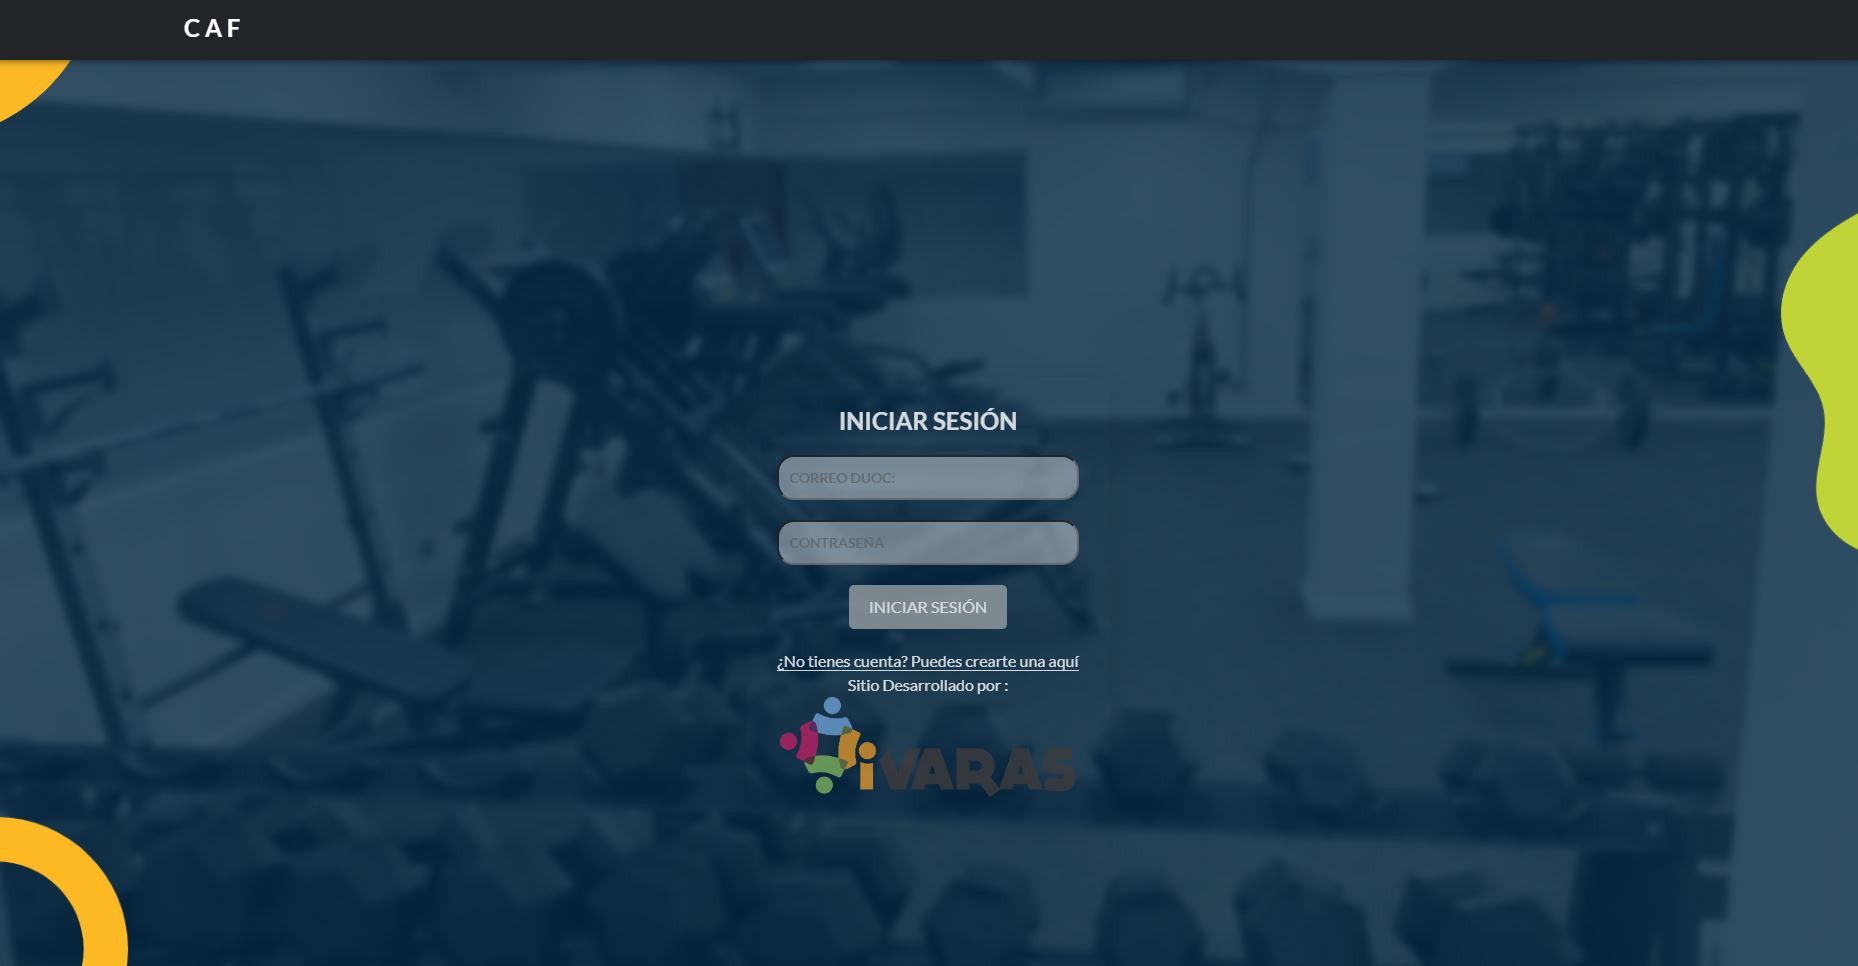 CAF
INICIAR SESIÓN
CORREO DUOC:
CONTRASEÑA
INICIAR SESIÓN
¿No tienes cuenta? Puedes crearte una aquí
Sitio Desarrollado por :
iVARAS